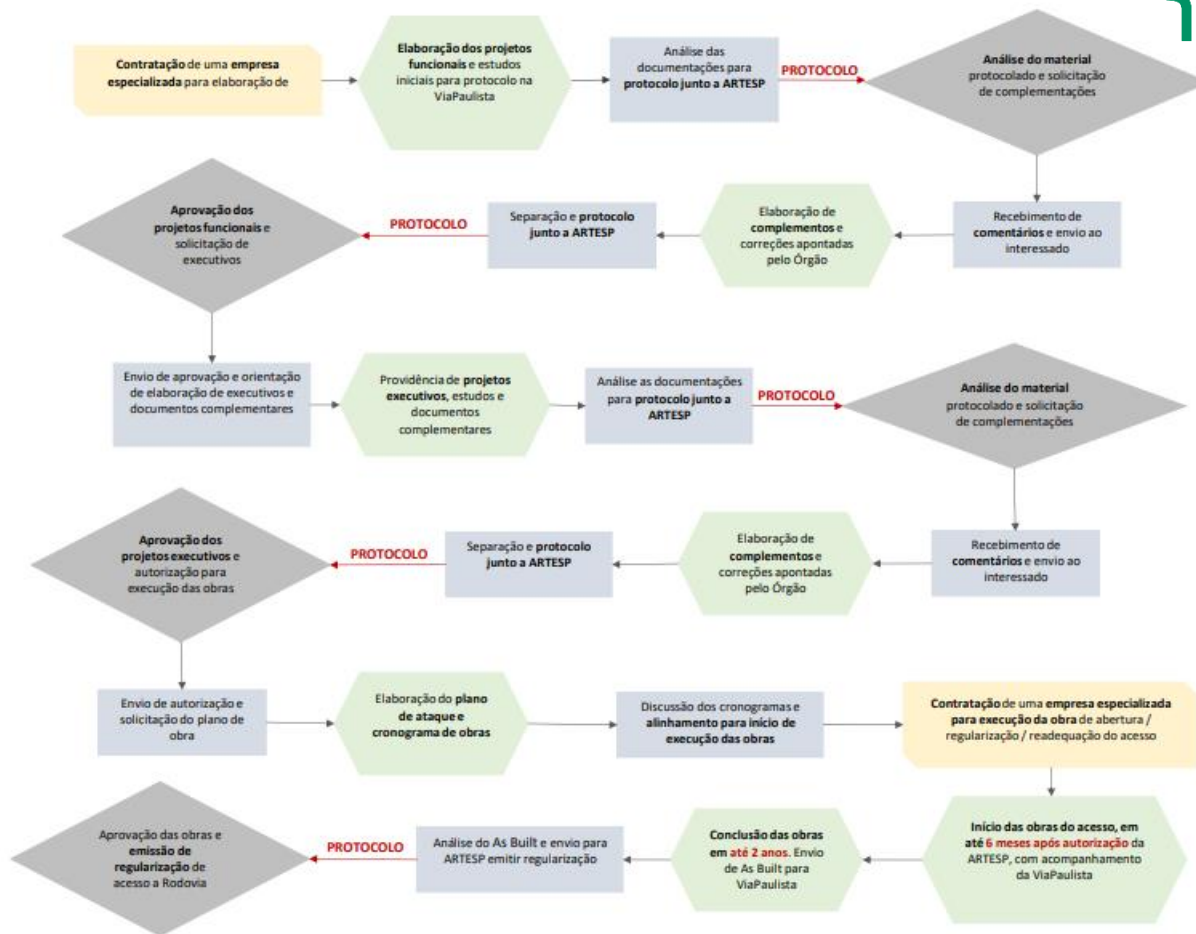 Contratação de uma empresa
especializada para elaboração de
Elaboração dos projetos
funcionais e estudos
iniciais para protocolo na
ViaPaulista
Análise das
documentações para
protocolo junto a ARTESP
PROTOCOLO
Análise do material
protocolado e solicitação
de complementações
Recebimento de
comentários e envio ao
interessado
Elaboração de
complementos e
correções apontadas
pelo Órgão
Separação e protocolo
junto a ARTESP
PROTOCOLO
Aprovação dos
projetos funcionais e
solicitação de
executivos
Envio de aprovação e orientação
de elaboração de executivos e
documentos complementares
Providência de projetos
executivos, estudos e
documentos
complementares
Análise as documentações
para protocolo junto a
ARTESP
PROTOCOLO
Análise do material
protocolado e solicitação
de complementações
Recebimento de
comentários e envio ao
interessado
Elaboração de
complementos e
correções apontadas
pelo Órgão
Separação e protocolo
junto a ARTESP
PROTOCOLO
Aprovação dos
projetos executivos e
autorização para
execução das obras
Envio de autorização e
solicitação do plano de
obra
Elaboração do plano
de ataque e
cronograma de obras
Discussão dos cronogramas e
alinhamento para início de
execução das obras
Contratação de uma empresa especializada
para execução da obra de abertura /
regularização / readequação do acesso
Início das obras do acesso, em
até 6 meses após autorização da
ARTESP, com acompanhamento
da ViaPaulista
Conclusão das obras
em até 2 anos. Envio
de As Built para
ViaPaulista
Análise do As Built e envio para
ARTESP emitir regularização
PROTOCOLO
Aprovação das obras e
emissão de
regularização de
acesso a Rodovia